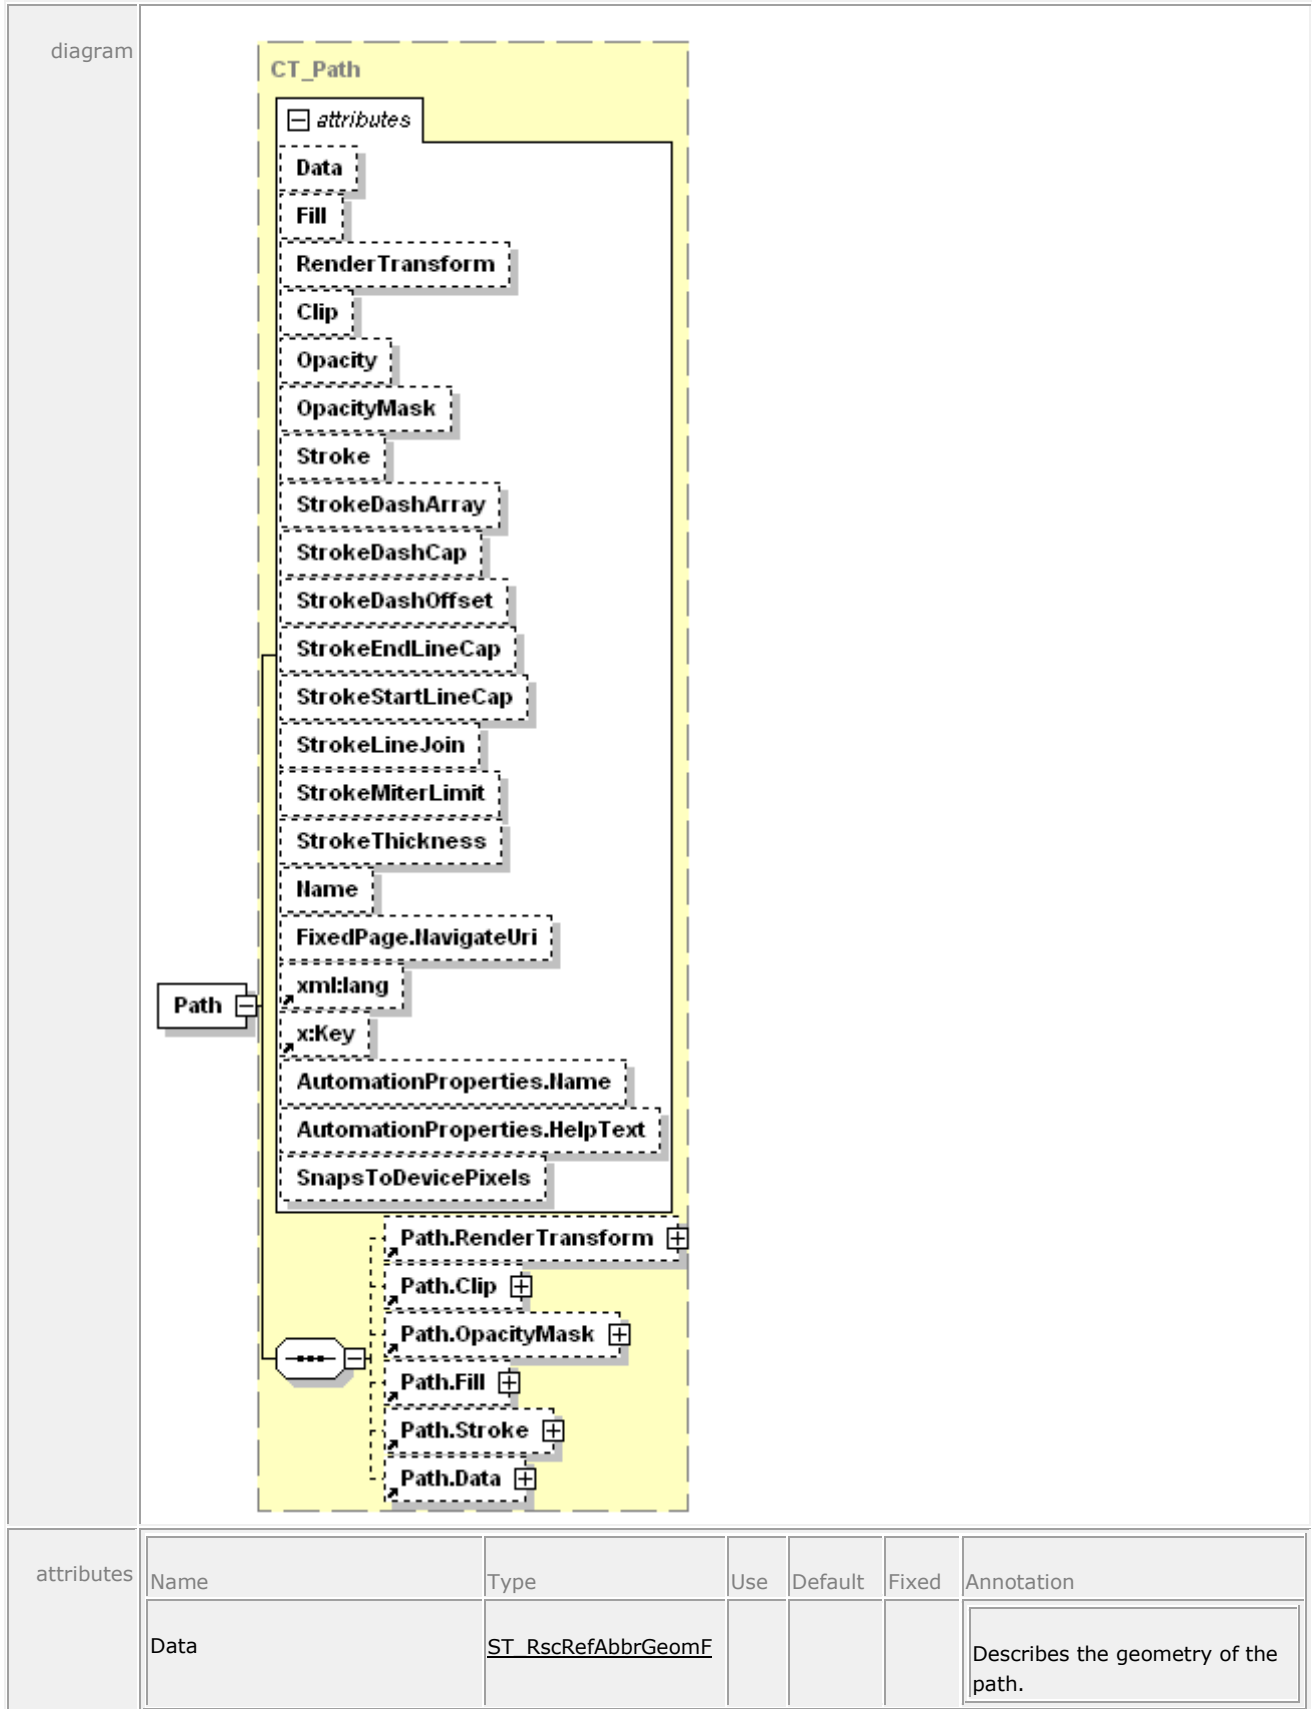 diagram
CT_Path
attributes
Data
Fill
RenderTransform
Clip
Opacity
OpacityMask
Stroke
StrokeDashArray
StrokeDashCap
StrokeDashOffset
StrokeEndLineCap
StrokeStartLineCap
StrokeLineJoin
StrokeMiterLimit
StrokeThickness
Name
FixedPage.NavigateUri
xml:lang
x:Key
AutomationProperties.Name
AutomationProperties.HelpText
SnapsToDevicePixels
Path
Path.RenderTransform
Path.Clip
Path.OpacityMask
Path.Fill
Path.Stroke
Path.Data
attributes
Name Type Use Default Fixed Annotation
Data ST_RscRefAbbrGeomF Describes the geometry of the
path.